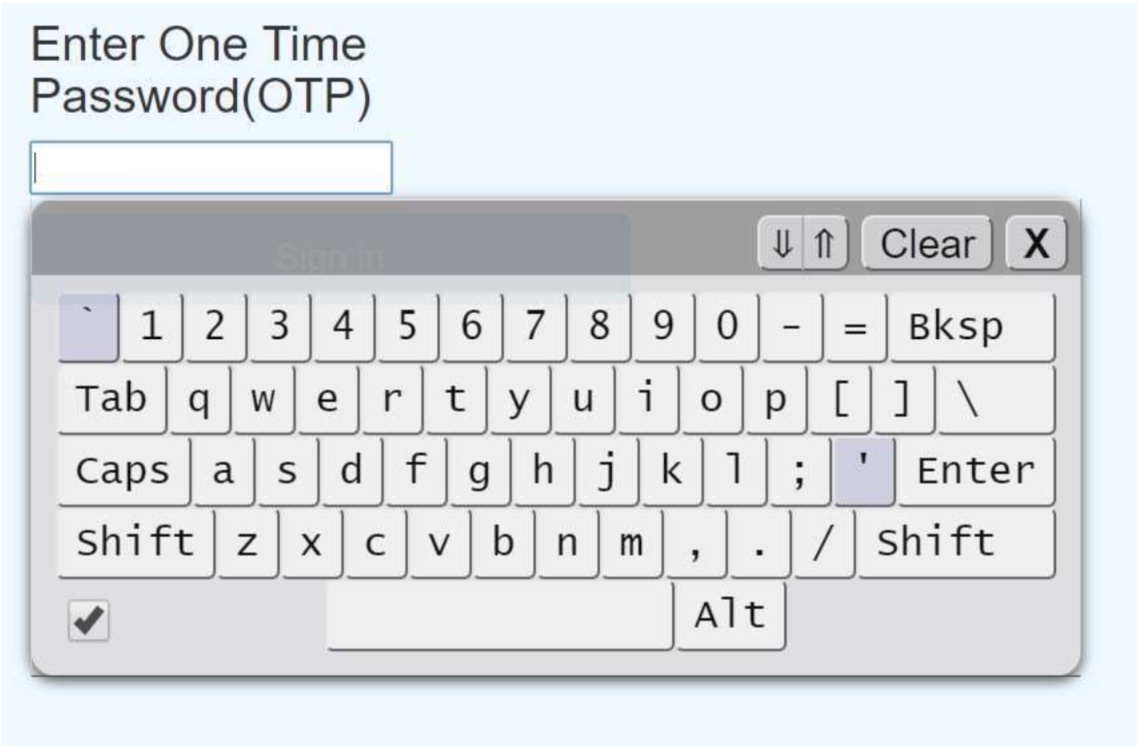 Enter One Time
Password(OTP)
Sign in
⇓ ⇑ Clear X
` 1 2 3 4 5 6 7 8 9 0 - = Bksp
Tab q w e r t y u i o p [ ] \
Caps a s d f g h j k l ; ' Enter
Shift z x c v b n m , . / Shift
Alt